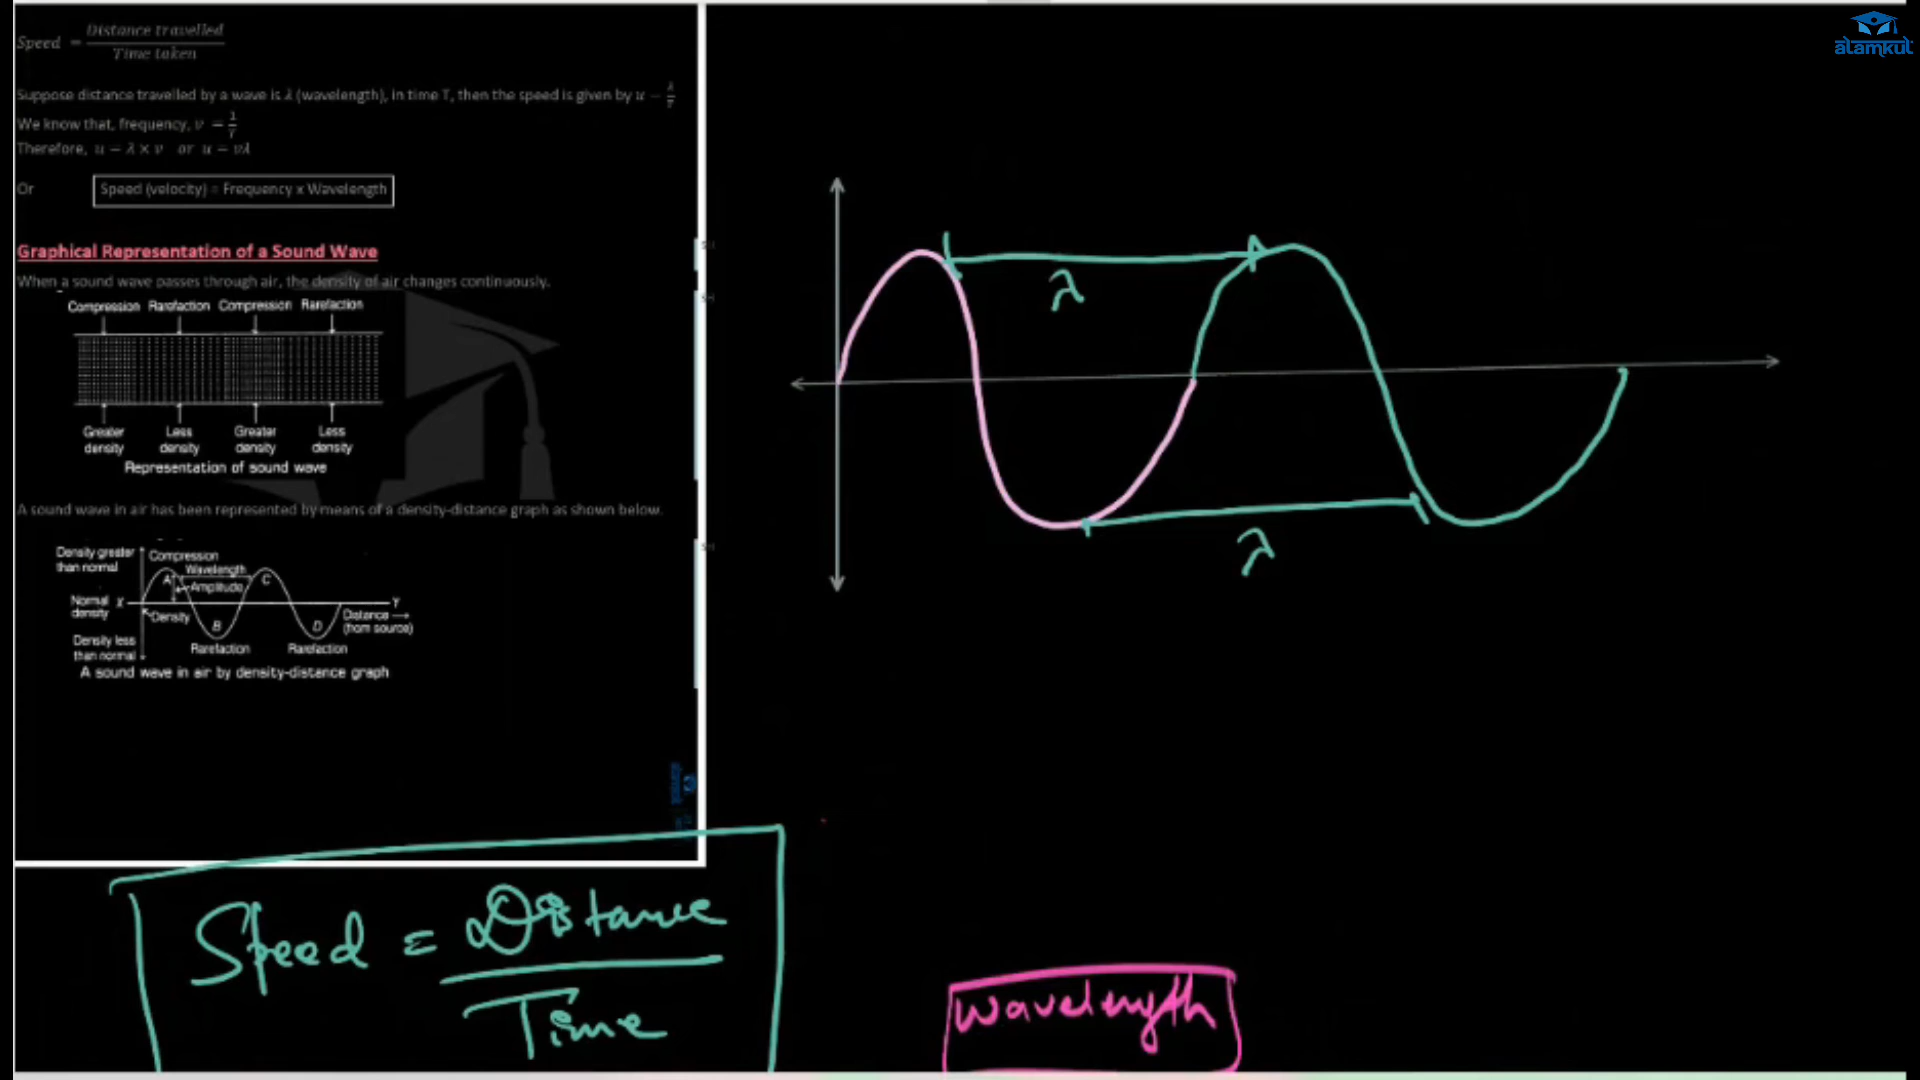 alamkul
Speed = Distance travelled / Time taken
Suppose distance travelled by a wave is λ (wavelength), in time T, then the speed is given by u = λ/T
We know that, frequency, ν = 1/T
Therefore, u = λ × ν or u = νλ
Or Speed (velocity) = Frequency x Wavelength
Graphical Representation of a Sound Wave
When a sound wave passes through air, the density of air changes continuously.
Compression Rarefaction Compression Rarefaction
Greater density Less density Greater density Less density
Representation of sound wave
A sound wave in air has been represented by means of a density-distance graph as shown below.
Density greater than normal
Compression
Wavelength
A
C
Amplitude
Normal density
X
Y
Density
B
D
Distance → (from source)
Density less than normal
Rarefaction
Rarefaction
A sound wave in air by density-distance graph
λ
λ
Speed = Distance / Time
Wavelength